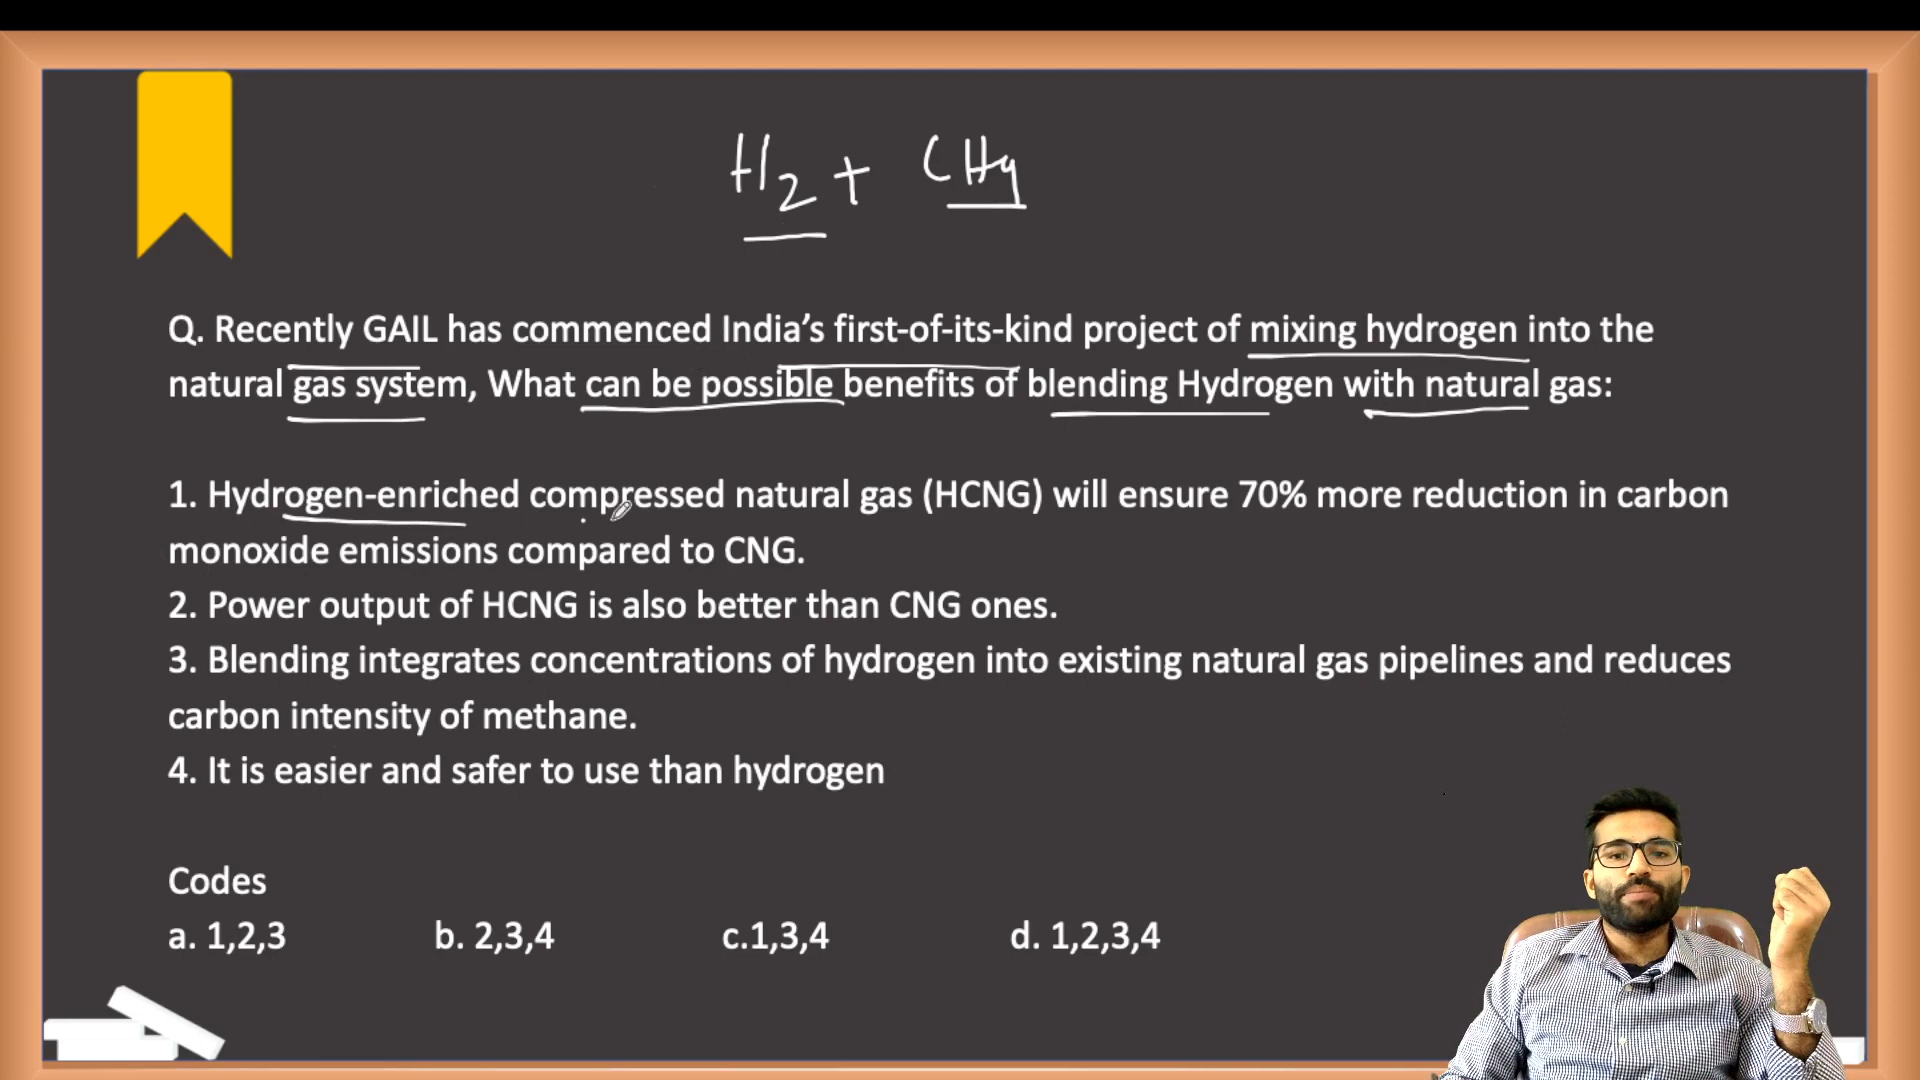 H2 + CH4
Q. Recently GAIL has commenced India’s first-of-its-kind project of mixing hydrogen into the
natural gas system, What can be possible benefits of blending Hydrogen with natural gas:
1. Hydrogen-enriched compressed natural gas (HCNG) will ensure 70% more reduction in carbon
monoxide emissions compared to CNG.
2. Power output of HCNG is also better than CNG ones.
3. Blending integrates concentrations of hydrogen into existing natural gas pipelines and reduces
carbon intensity of methane.
4. It is easier and safer to use than hydrogen
Codes
a. 1,2,3 b. 2,3,4 c.1,3,4 d. 1,2,3,4